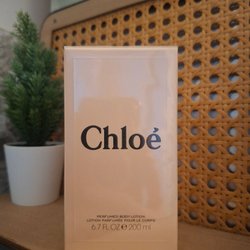 Chloé
PERFUMED BODY LOTION
LOTION PARFUMÉE POUR LE CORPS
6.7 FL.OZ ℮ 200 ml